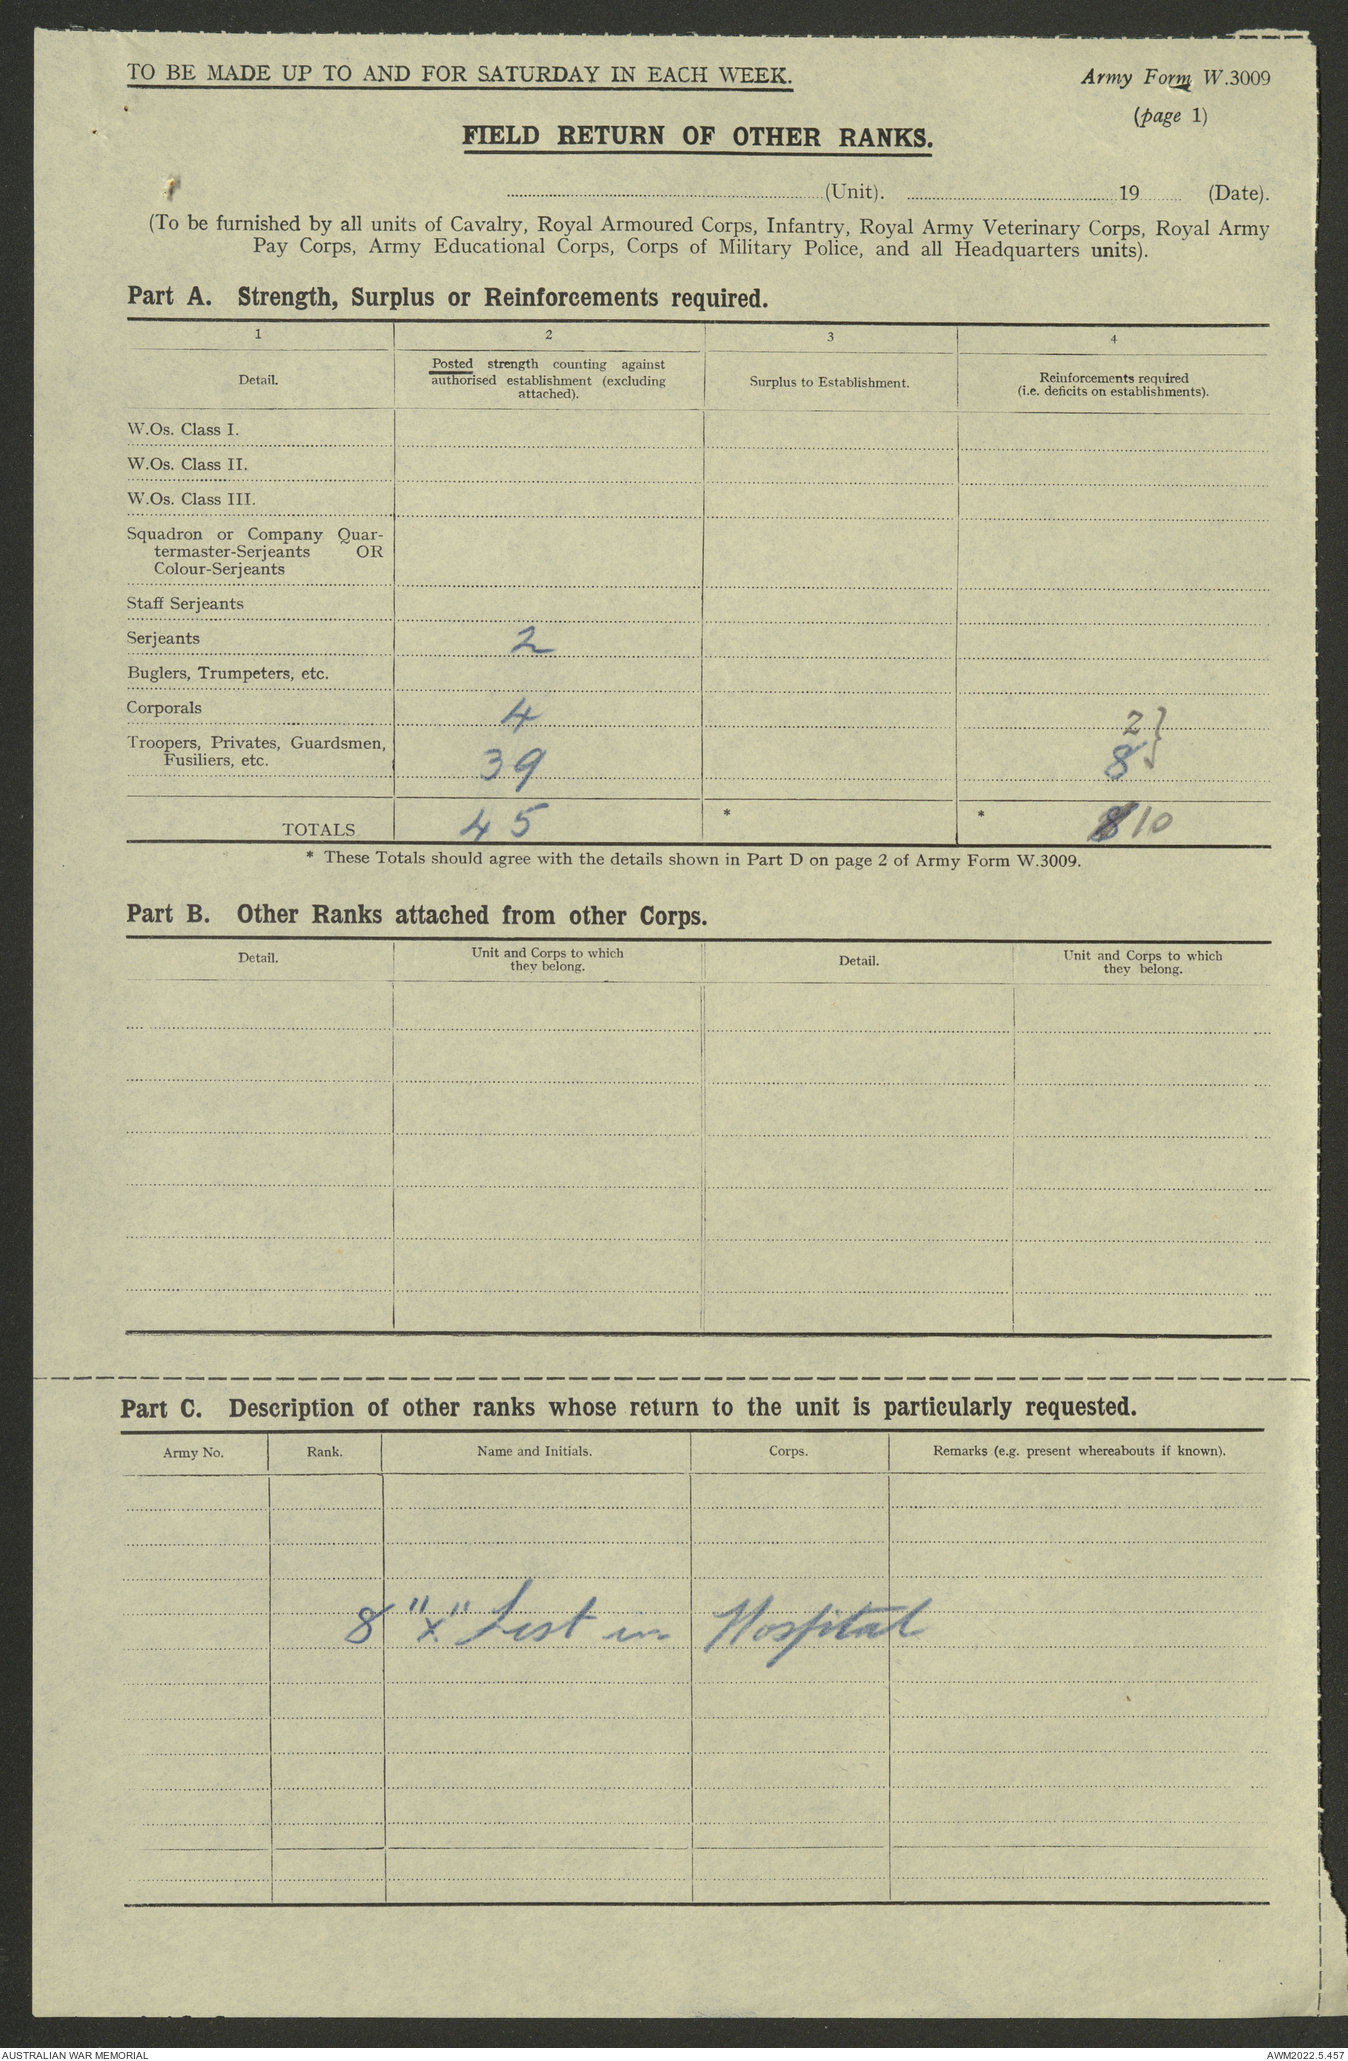 TO BE MADE UP TO AND FOR SATURDAY IN EACH WEEK.
Army Form W.3009
(page 1)
FIELD RETURN OF OTHER RANKS.
(Unit). 19 (Date).
(To be furnished by all units of Cavalry, Royal Armoured Corps, Infantry, Royal Army Veterinary Corps, Royal Army
Pay Corps, Army Educational Corps, Corps of Military Police, and all Headquarters units).
Part A. Strength, Surplus or Reinforcements required.
1 2 3 4
Detail.
Posted strength counting against
authorised establishment (excluding
attached).
Surplus to Establishment.
Reinforcements required
(i.e. deficits on establishments).
W.Os. Class I.
W.Os. Class II.
W.Os. Class III.
Squadron or Company Quar-
termaster-Serjeants OR
Colour-Serjeants
Staff Serjeants
Serjeants 2
Buglers, Trumpeters, etc.
Corporals 4 2 }
Troopers, Privates, Guardsmen,
Fusiliers, etc. 39 8
TOTALS 45 * * 8 10
* These Totals should agree with the details shown in Part D on page 2 of Army Form W.3009.
Part B. Other Ranks attached from other Corps.
Detail.
Unit and Corps to which
they belong.
Detail.
Unit and Corps to which
they belong.
Part C. Description of other ranks whose return to the unit is particularly requested.
Army No. Rank. Name and Initials. Corps. Remarks (e.g. present whereabouts if known).
8 "x" List in Hospital
AUSTRALIAN WAR MEMORIAL
AWM2022.5.457